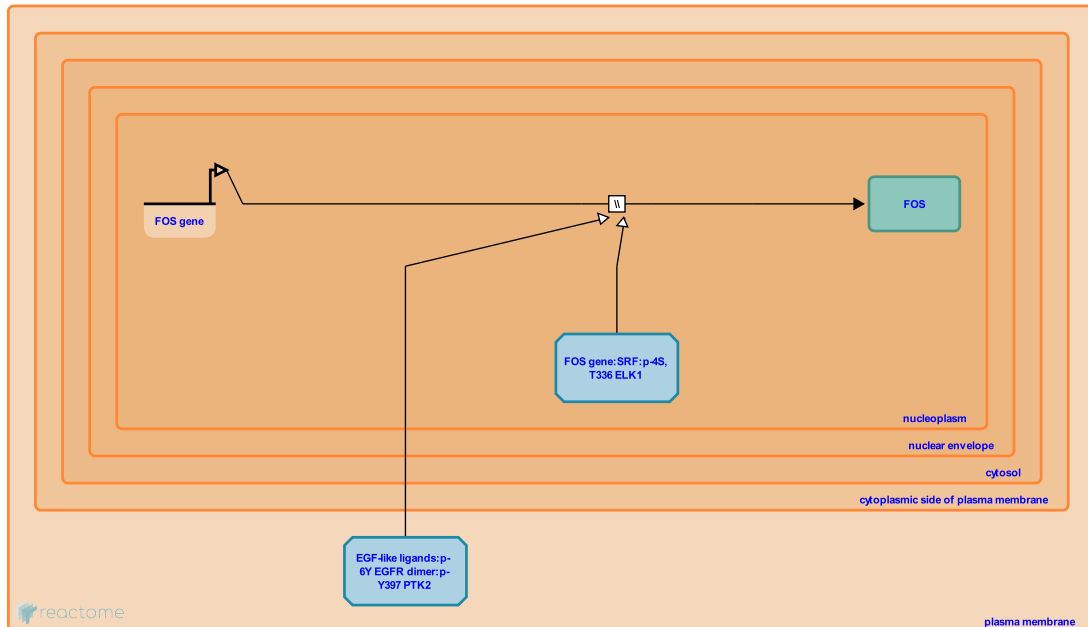 FOS gene
\\
FOS
FOS gene:SRF:p-4S,
T336 ELK1
nucleoplasm
nuclear envelope
cytosol
cytoplasmic side of plasma membrane
EGF-like ligands:p-
6Y EGFR dimer:p-
Y397 PTK2
reactome
plasma membrane